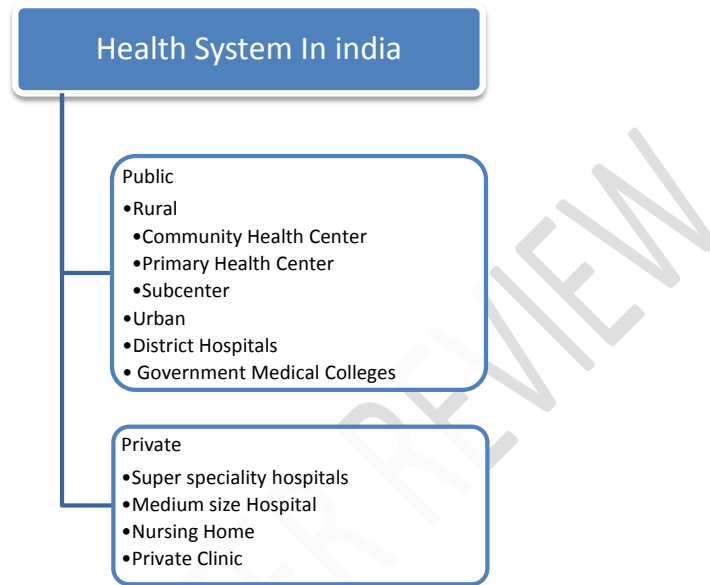 Health System In india
Public
•Rural
•Community Health Center
•Primary Health Center
•Subcenter
•Urban
•District Hospitals
• Government Medical Colleges
Private
•Super speciality hospitals
•Medium size Hospital
•Nursing Home
•Private Clinic
ER REVIEW